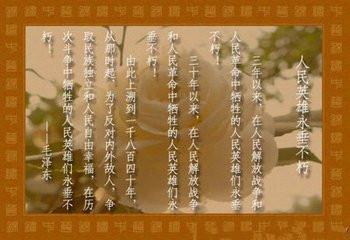 人民英雄永垂不朽
三年以来，在人民解放战争和
人民革命中牺牲的人民英雄们永垂
不朽！
三十年以来，在人民解放战争
和人民革命中牺牲的人民英雄们永
垂不朽！
由此上溯到一千八百四十年，
从那时起，为了反对内外敌人，争
取民族独立和人民自由幸福，在历
次斗争中牺牲的人民英雄们永垂不
朽！
——毛泽东